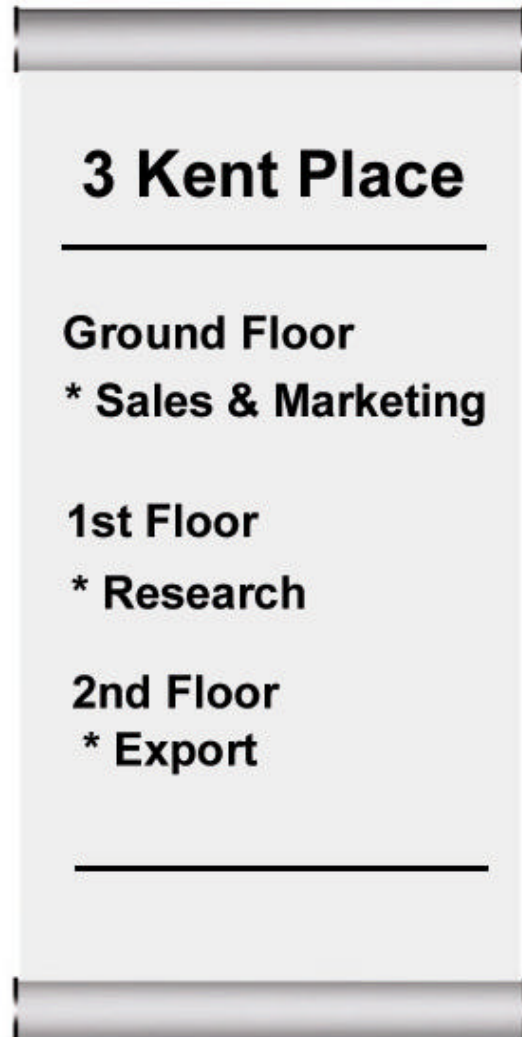 3 Kent Place
Ground Floor
* Sales & Marketing
1st Floor
* Research
2nd Floor
* Export